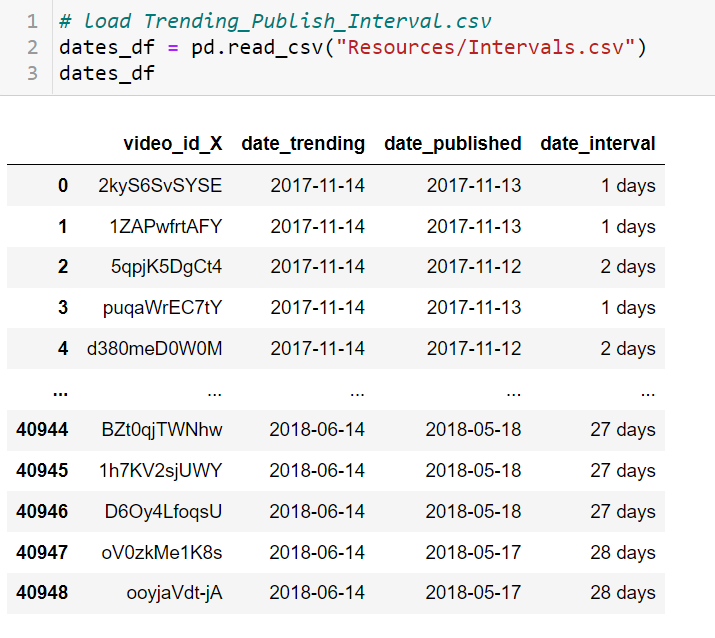 1 # load Trending_Publish_Interval.csv
2 dates_df = pd.read_csv("Resources/Intervals.csv")
3 dates_df
video_id_X date_trending date_published date_interval
0 2kyS6SvSYSE 2017-11-14 2017-11-13 1 days
1 1ZAPwfrtAFY 2017-11-14 2017-11-13 1 days
2 5qpjK5DgCt4 2017-11-14 2017-11-12 2 days
3 puqaWrEC7tY 2017-11-14 2017-11-13 1 days
4 d380meD0W0M 2017-11-14 2017-11-12 2 days
... ... ... ... ...
40944 BZt0qjTWNhw 2018-06-14 2018-05-18 27 days
40945 1h7KV2sjUWY 2018-06-14 2018-05-18 27 days
40946 D6Oy4LfoqsU 2018-06-14 2018-05-18 27 days
40947 oV0zkMe1K8s 2018-06-14 2018-05-17 28 days
40948 ooyjaVdt-jA 2018-06-14 2018-05-17 28 days